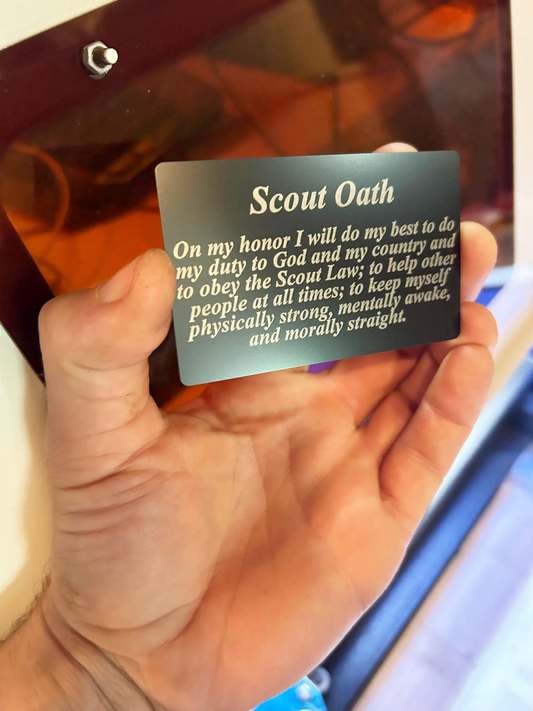 Scout Oath
On my honor I will do my best to do
my duty to God and my country and
to obey the Scout Law; to help other
people at all times; to keep myself
physically strong, mentally awake,
and morally straight.